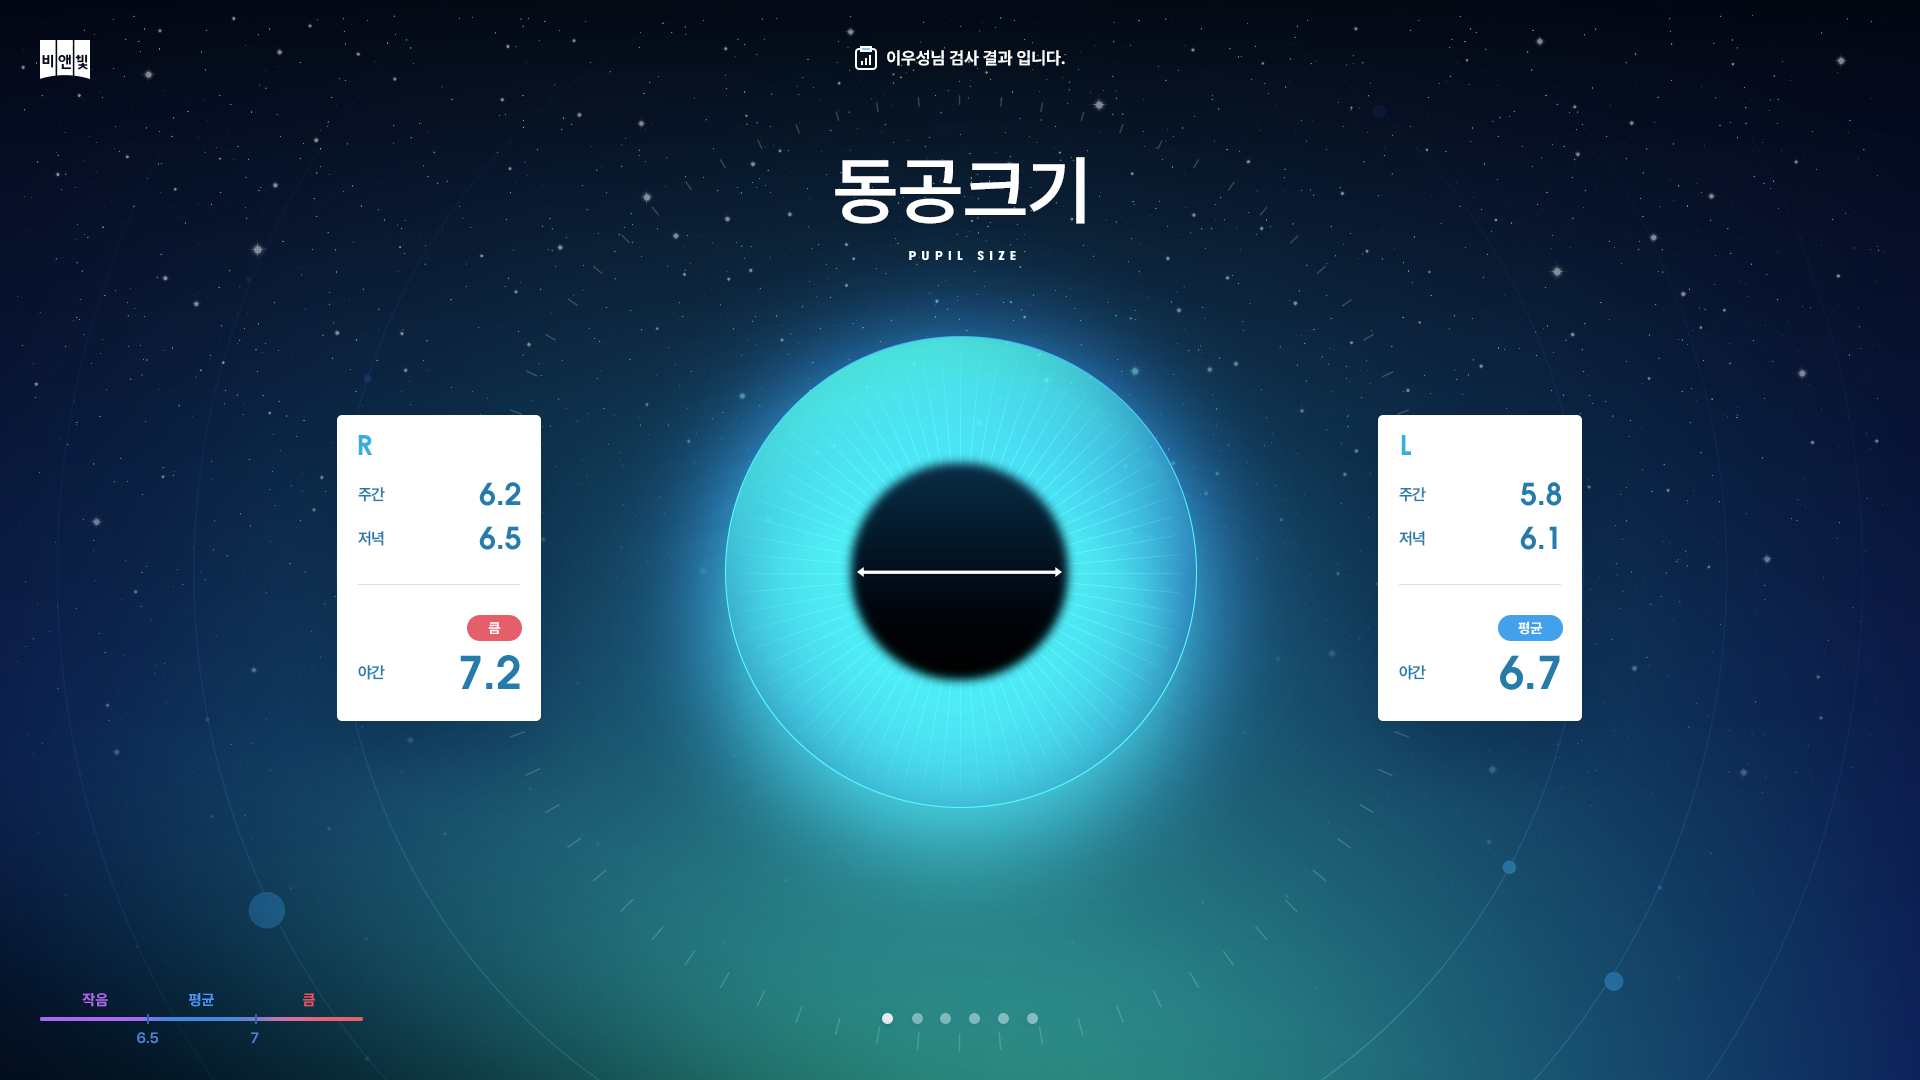 비앤빛
이우성님 검사 결과 입니다.
동공크기
PUPIL SIZE
R
주간 6.2
저녁 6.5
큼
야간 7.2
L
주간 5.8
저녁 6.1
평균
야간 6.7
작음 평균 큼
6.5 7